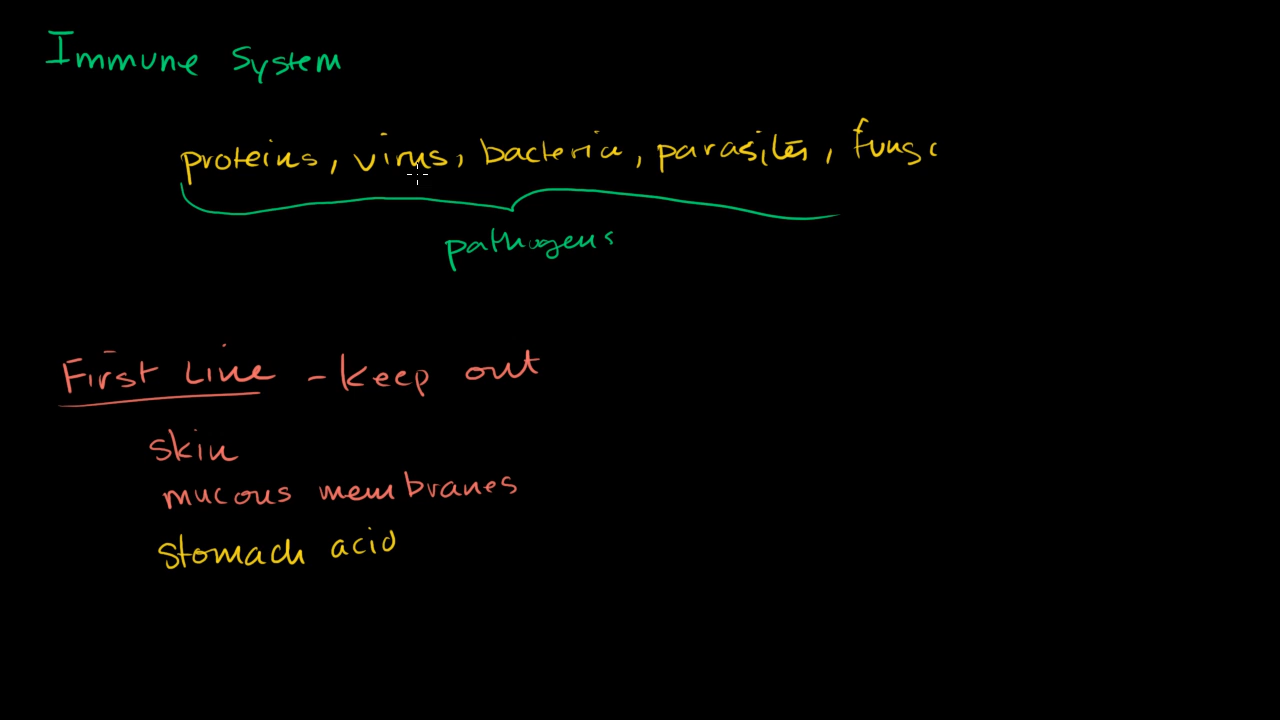 Immune System
proteins, virus, bacteria, parasites, fungi
pathogens
First Line - Keep out
skin
mucous membranes
stomach acid